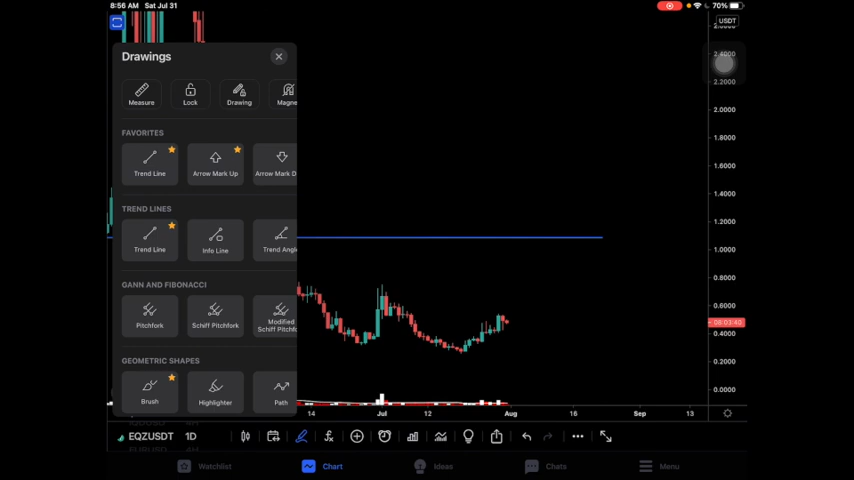 8:56 AM Sat Jul 31
70%
USDT
Drawings
Measure
Lock
Drawing
Magne
FAVORITES
Trend Line
Arrow Mark Up
Arrow Mark D
TREND LINES
Trend Line
Info Line
Trend Angl
GANN AND FIBONACCI
Pitchfork
Schiff Pitchfork
Modified
Schiff Pitchfo
GEOMETRIC SHAPES
Brush
Highlighter
Path
2.4000
2.2000
2.0000
1.8000
1.6000
1.4000
1.2000
1.0000
0.8000
0.6000
08:03:40
0.4000
0.2000
0.0000
14
Jul
12
Aug
16
Sep
13
EQZUSDT 1D
Watchlist
Chart
Ideas
Chats
Menu